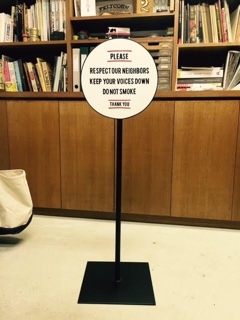 PLEASE
RESPECT OUR NEIGHBORS
KEEP YOUR VOICES DOWN
DO NOT SMOKE
THANK YOU